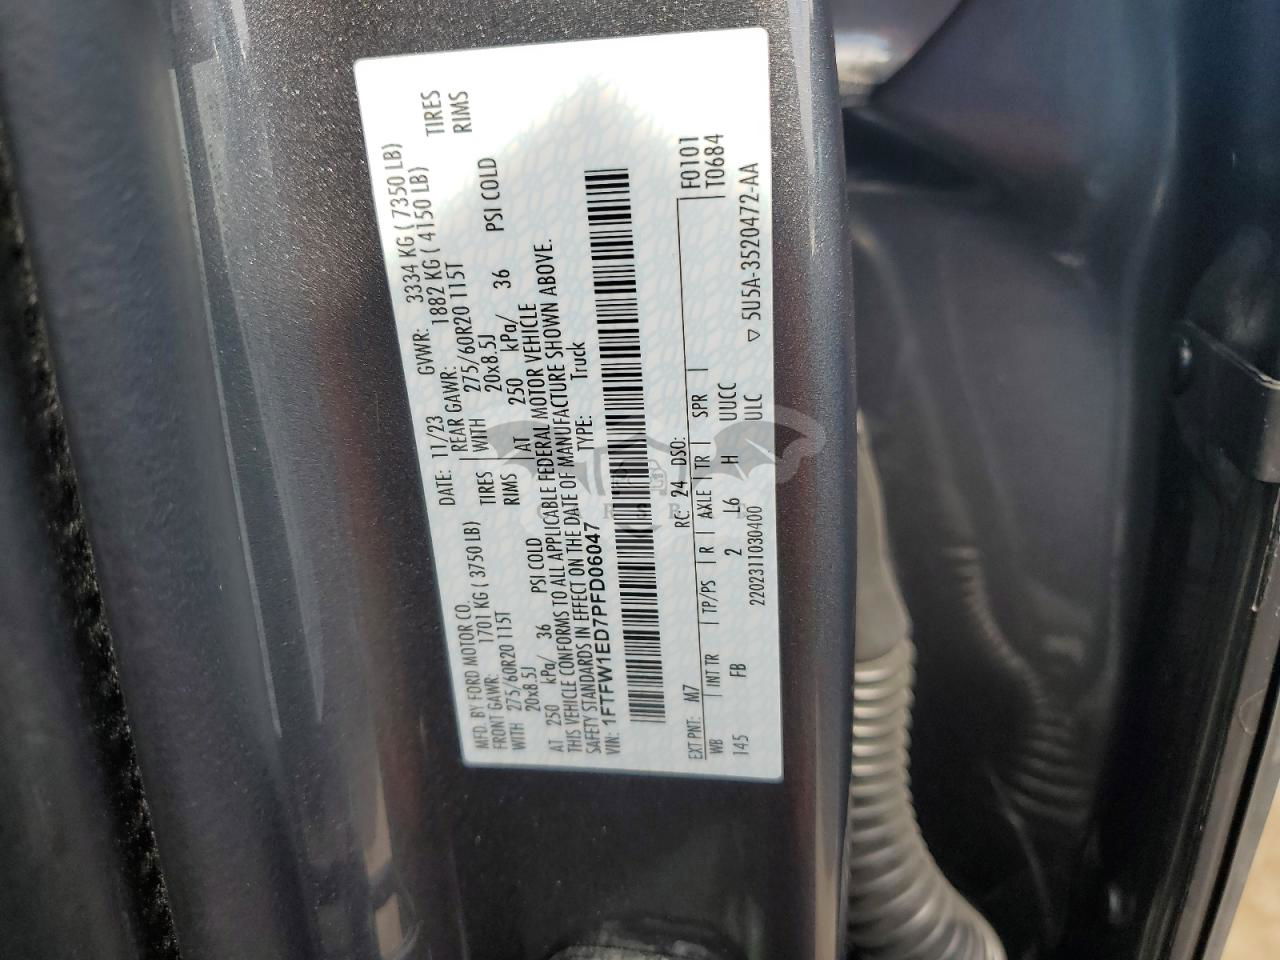 MFD. BY FORD MOTOR CO.
DATE: 11/23 GVWR: 3334 KG ( 7350 LB)
FRONT GAWR: 1701 KG ( 3750 LB) REAR GAWR: 1882 KG ( 4150 LB)
WITH 275/60R20 115T TIRES WITH 275/60R20 115T TIRES
20x8.5J RIMS 20x8.5J RIMS
AT 250 kPa/ 36 PSI COLD AT 250 kPa/ 36 PSI COLD
THIS VEHICLE CONFORMS TO ALL APPLICABLE FEDERAL MOTOR VEHICLE
SAFETY STANDARDS IN EFFECT ON THE DATE OF MANUFACTURE SHOWN ABOVE.
VIN: 1FTFW1ED7PFD06047 TYPE: Truck
F0101
T0684
EXT PNT: M7 RC: 24 DSO:
WB INT TR TP/PS R AXLE TR SPR
145 FB 2 L6 H UUCC
2202311030400 ULC
▽ 5U5A-3520472-AA